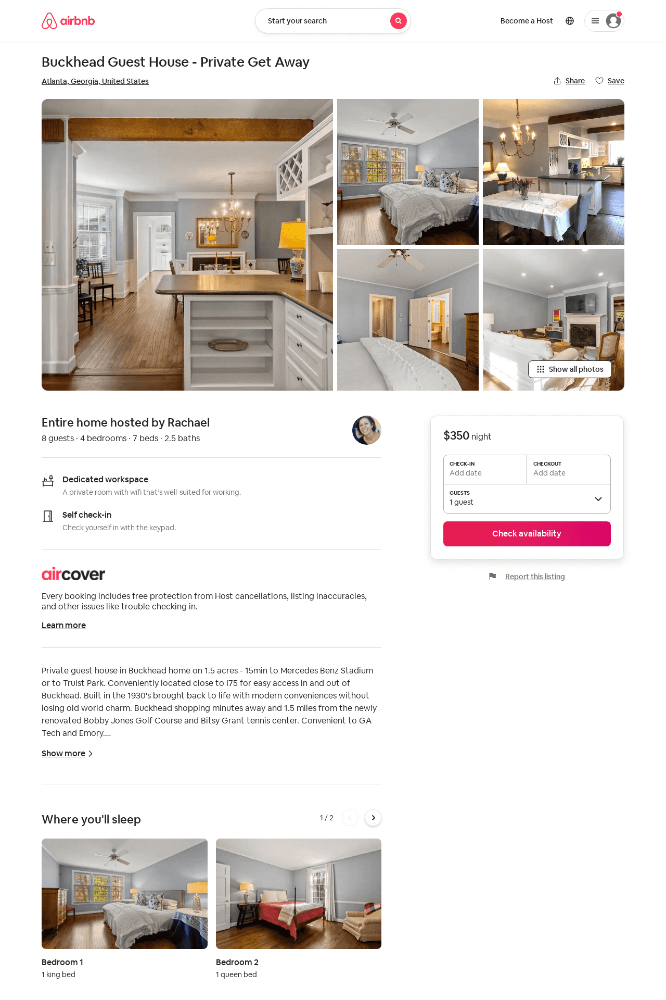 airbnb
Start your search
Become a Host
Buckhead Guest House - Private Get Away
Atlanta, Georgia, United States
Share
Save
Show all photos
Entire home hosted by Rachael
8 guests · 4 bedrooms · 7 beds · 2.5 baths
Dedicated workspace
A private room with wifi that’s well-suited for working.
Self check-in
Check yourself in with the keypad.
aircover
Every booking includes free protection from Host cancellations, listing inaccuracies,
and other issues like trouble checking in.
Learn more
Private guest house in Buckhead home on 1.5 acres - 15min to Mercedes Benz Stadium
or to Truist Park. Conveniently located close to I75 for easy access in and out of
Buckhead. Built in the 1930's brought back to life with modern conveniences without
losing old world charm. Buckhead shopping minutes away and 1.5 miles from the newly
renovated Bobby Jones Golf Course and Bitsy Grant tennis center. Convenient to GA
Tech and Emory.…
Show more
Where you'll sleep
1 / 2
Bedroom 1
1 king bed
Bedroom 2
1 queen bed
$350 night
CHECK-IN
Add date
CHECKOUT
Add date
GUESTS
1 guest
Check availability
Report this listing